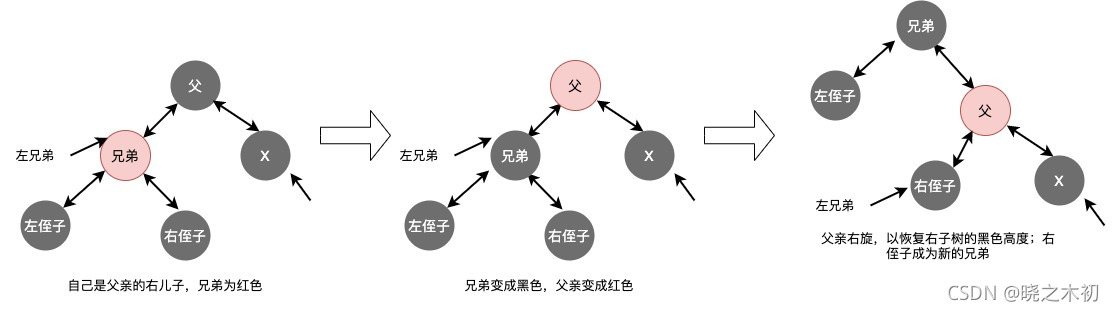 父
左兄弟
兄弟
X
左侄子
右侄子
自己是父亲的右儿子，兄弟为红色
父
左兄弟
兄弟
X
左侄子
右侄子
兄弟变成黑色，父亲变成红色
兄弟
左侄子
父
左兄弟
右侄子
X
父亲右旋，以恢复右子树的黑色高度；右
侄子成为新的兄弟
CSDN @晓之木初